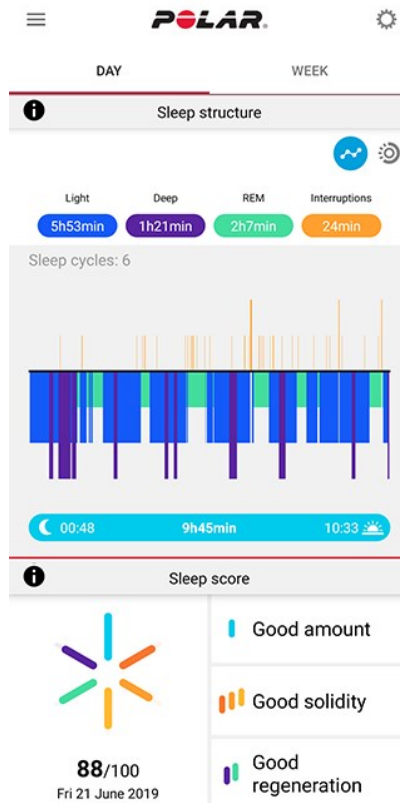 POLAR.
DAY WEEK
Sleep structure
Light Deep REM Interruptions
5h53min 1h21min 2h7min 24min
Sleep cycles: 6
00:48 9h45min 10:33
Sleep score
Good amount
Good solidity
Good
regeneration
88/100
Fri 21 June 2019